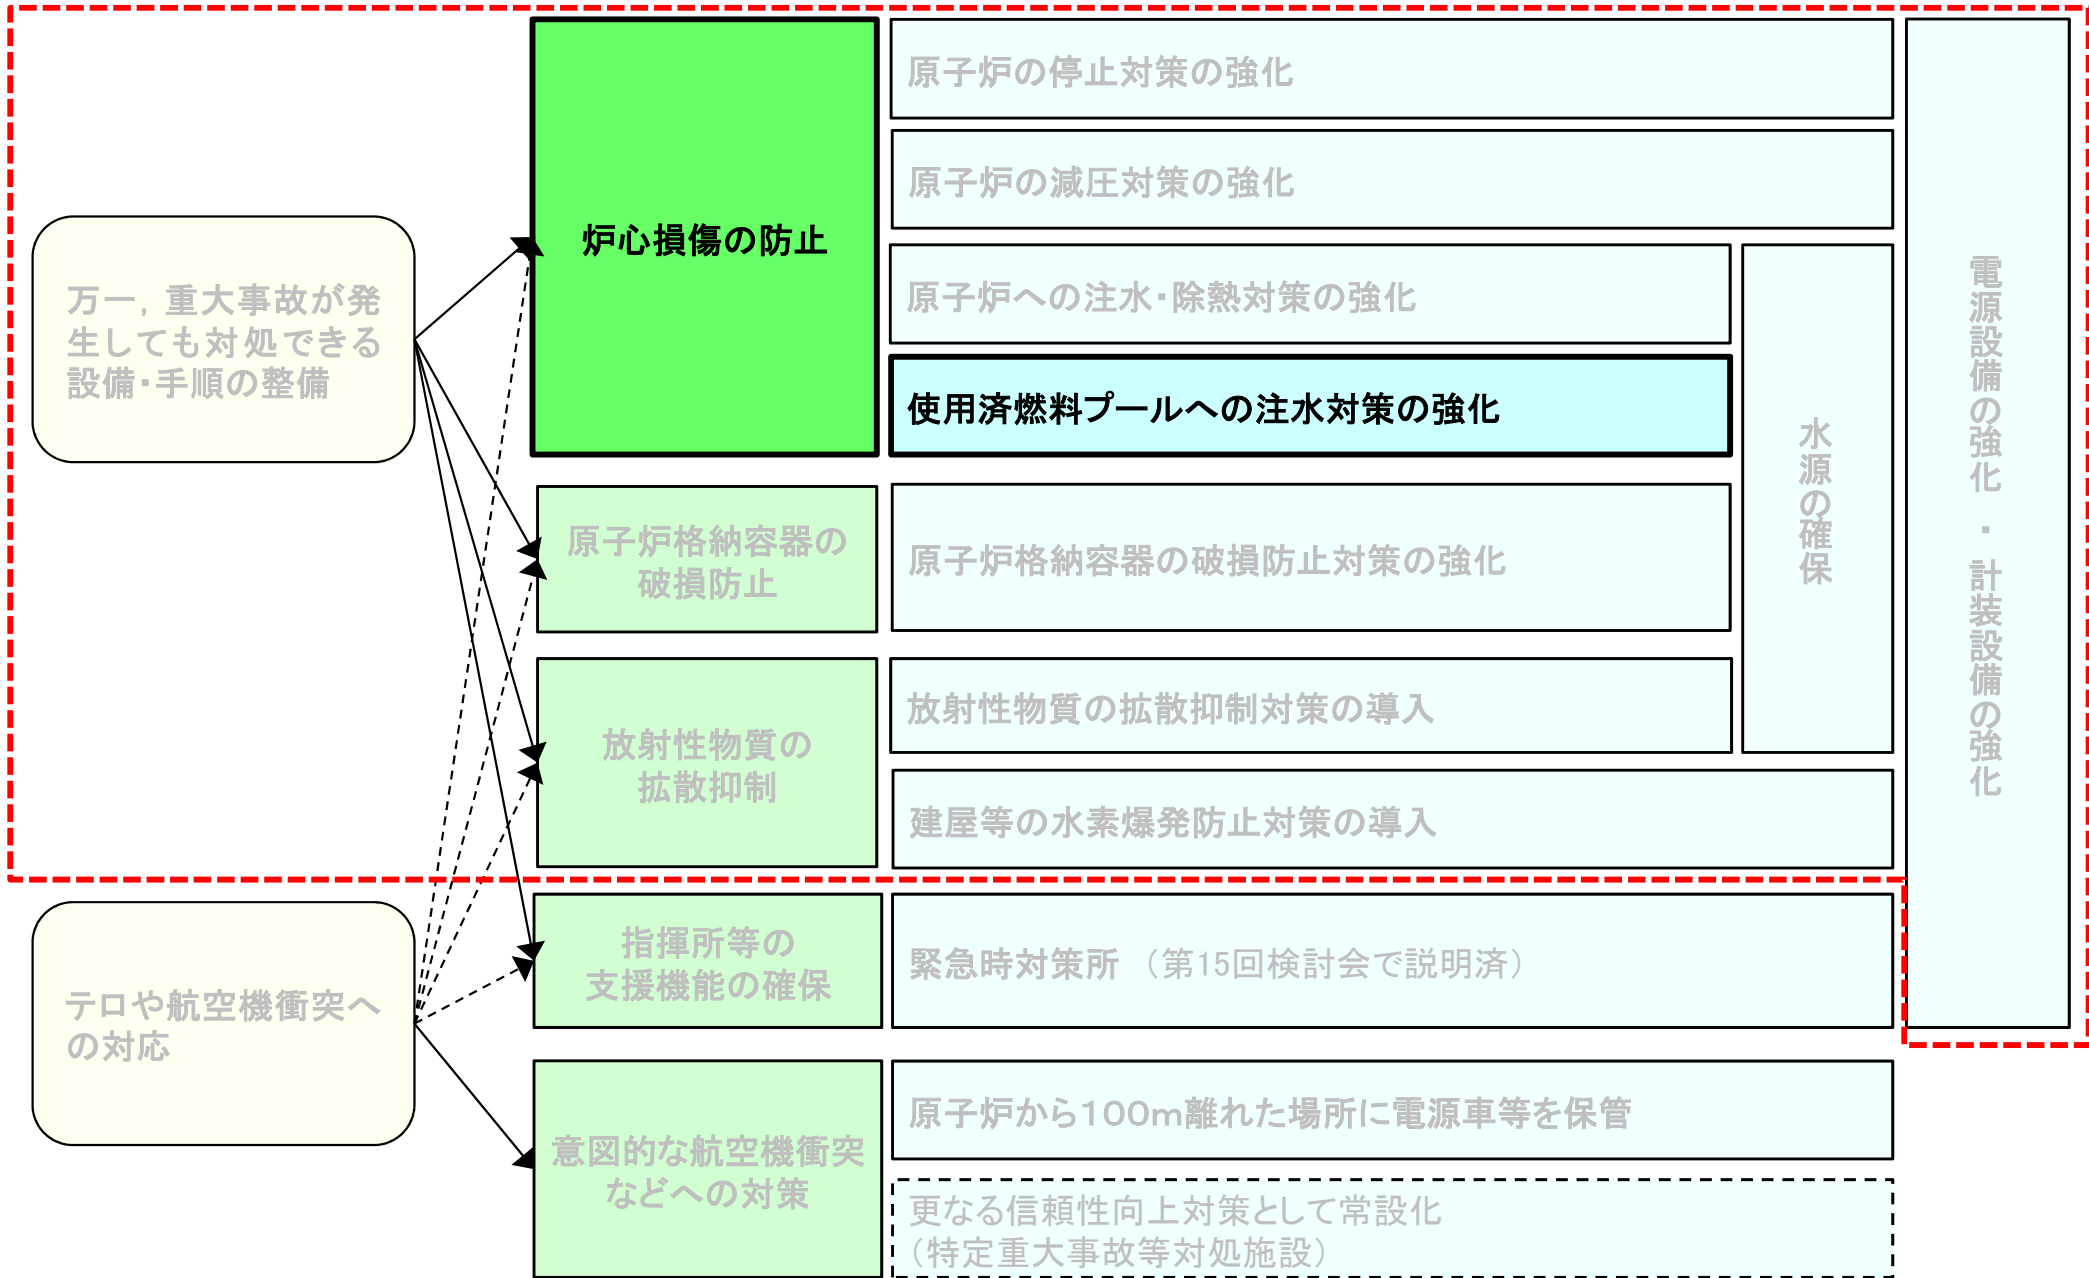 万一，重大事故が発
生しても対処できる
設備・手順の整備
テロや航空機衝突へ
の対応
炉心損傷の防止
原子炉格納容器の
破損防止
放射性物質の
拡散抑制
指揮所等の
支援機能の確保
意図的な航空機衝突
などへの対策
原子炉の停止対策の強化
原子炉の減圧対策の強化
原子炉への注水・除熱対策の強化
使用済燃料プールへの注水対策の強化
原子炉格納容器の破損防止対策の強化
放射性物質の拡散抑制対策の導入
建屋等の水素爆発防止対策の導入
緊急時対策所（第15回検討会で説明済）
原子炉から１００ｍ離れた場所に電源車等を保管
更なる信頼性向上対策として常設化
（特定重大事故等対処施設）
水源の確保
電源設備の強化・計装設備の強化